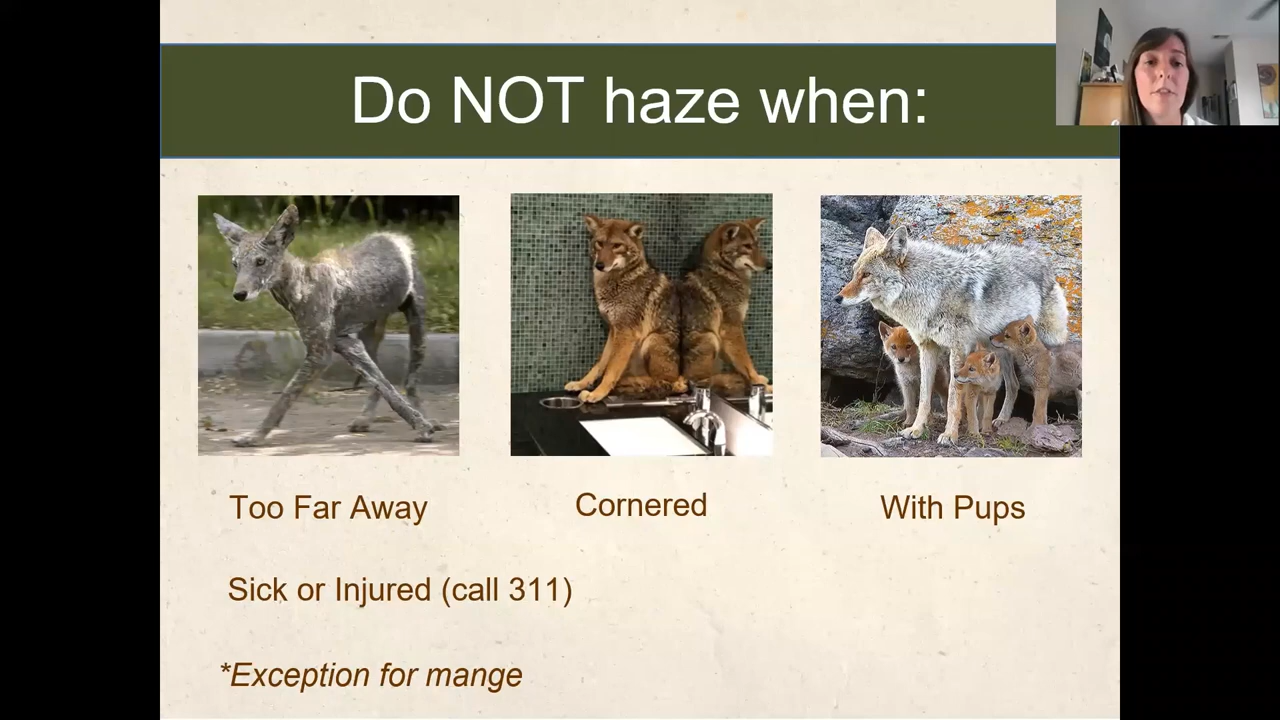 Do NOT haze when:
Too Far Away
Cornered
With Pups
Sick or Injured (call 311)
*Exception for mange